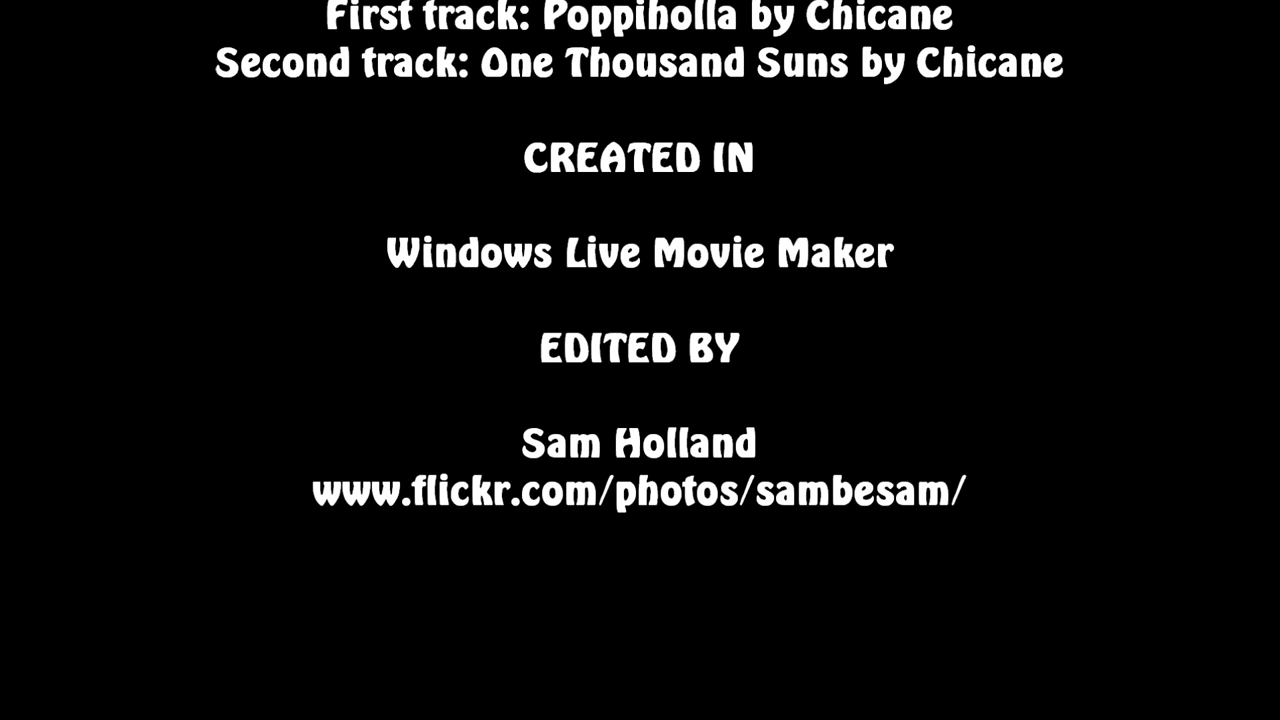 First track: Poppiholla by Chicane
Second track: One Thousand Suns by Chicane
CREATED IN
Windows Live Movie Maker
EDITED BY
Sam Holland
www.flickr.com/photos/sambesam/